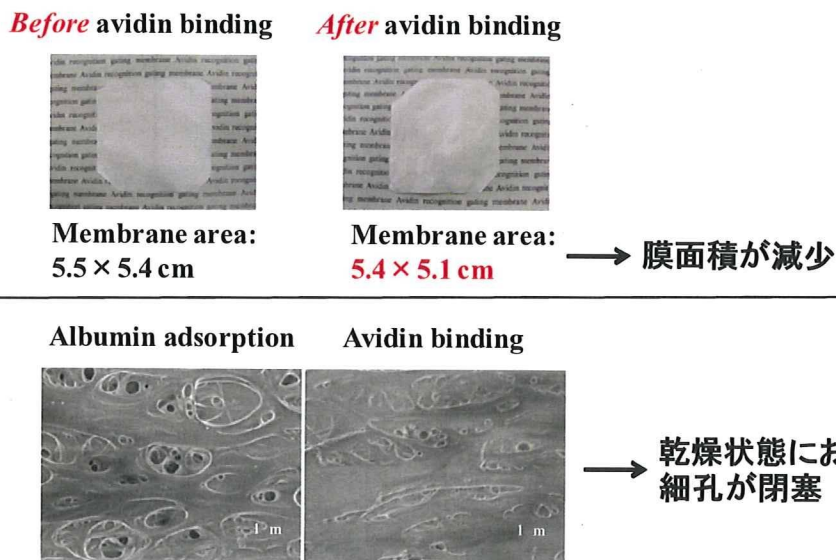 Before avidin binding
After avidin binding
Membrane area:
5.5 × 5.4 cm
Membrane area:
5.4 × 5.1 cm
→ 膜面積が減少
Albumin adsorption
Avidin binding
1 m
1 m
→ 乾燥状態にお
細孔が閉塞